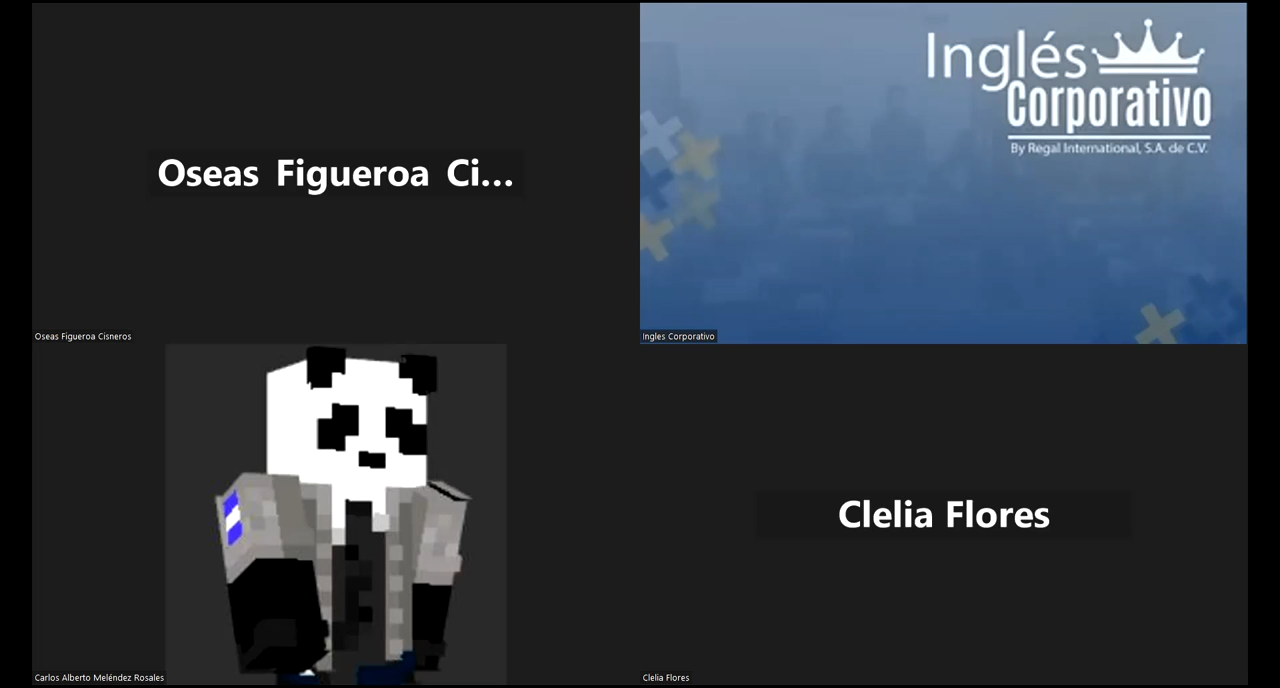 Oseas Figueroa Ci...
Oseas Figueroa Cisneros
Inglés
Corporativo
By Regal International, S.A. de C.V.
Ingles Corporativo
Carlos Alberto Meléndez Rosales
Clelia Flores
Clelia Flores